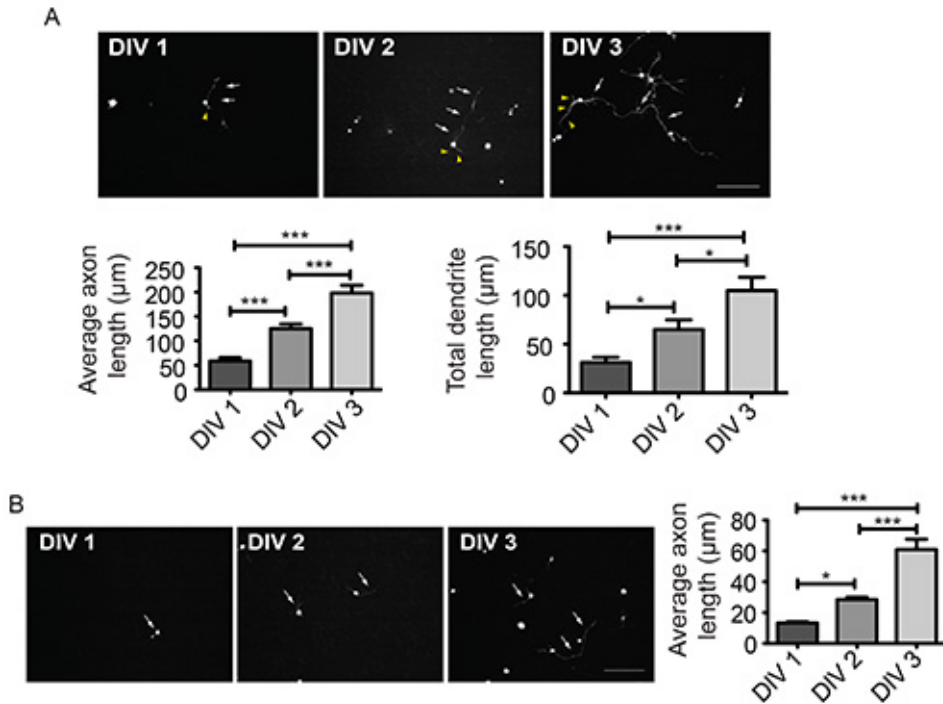 A
DIV 1
DIV 2
DIV 3
Average axon
length (µm)
250
200
150
100
50
0
***
***
***
DIV 1
DIV 2
DIV 3
Total dendrite
length (µm)
150
100
50
0
***
*
*
DIV 1
DIV 2
DIV 3
B
DIV 1
DIV 2
DIV 3
Average axon
length (µm)
80
60
40
20
0
***
***
*
DIV 1
DIV 2
DIV 3